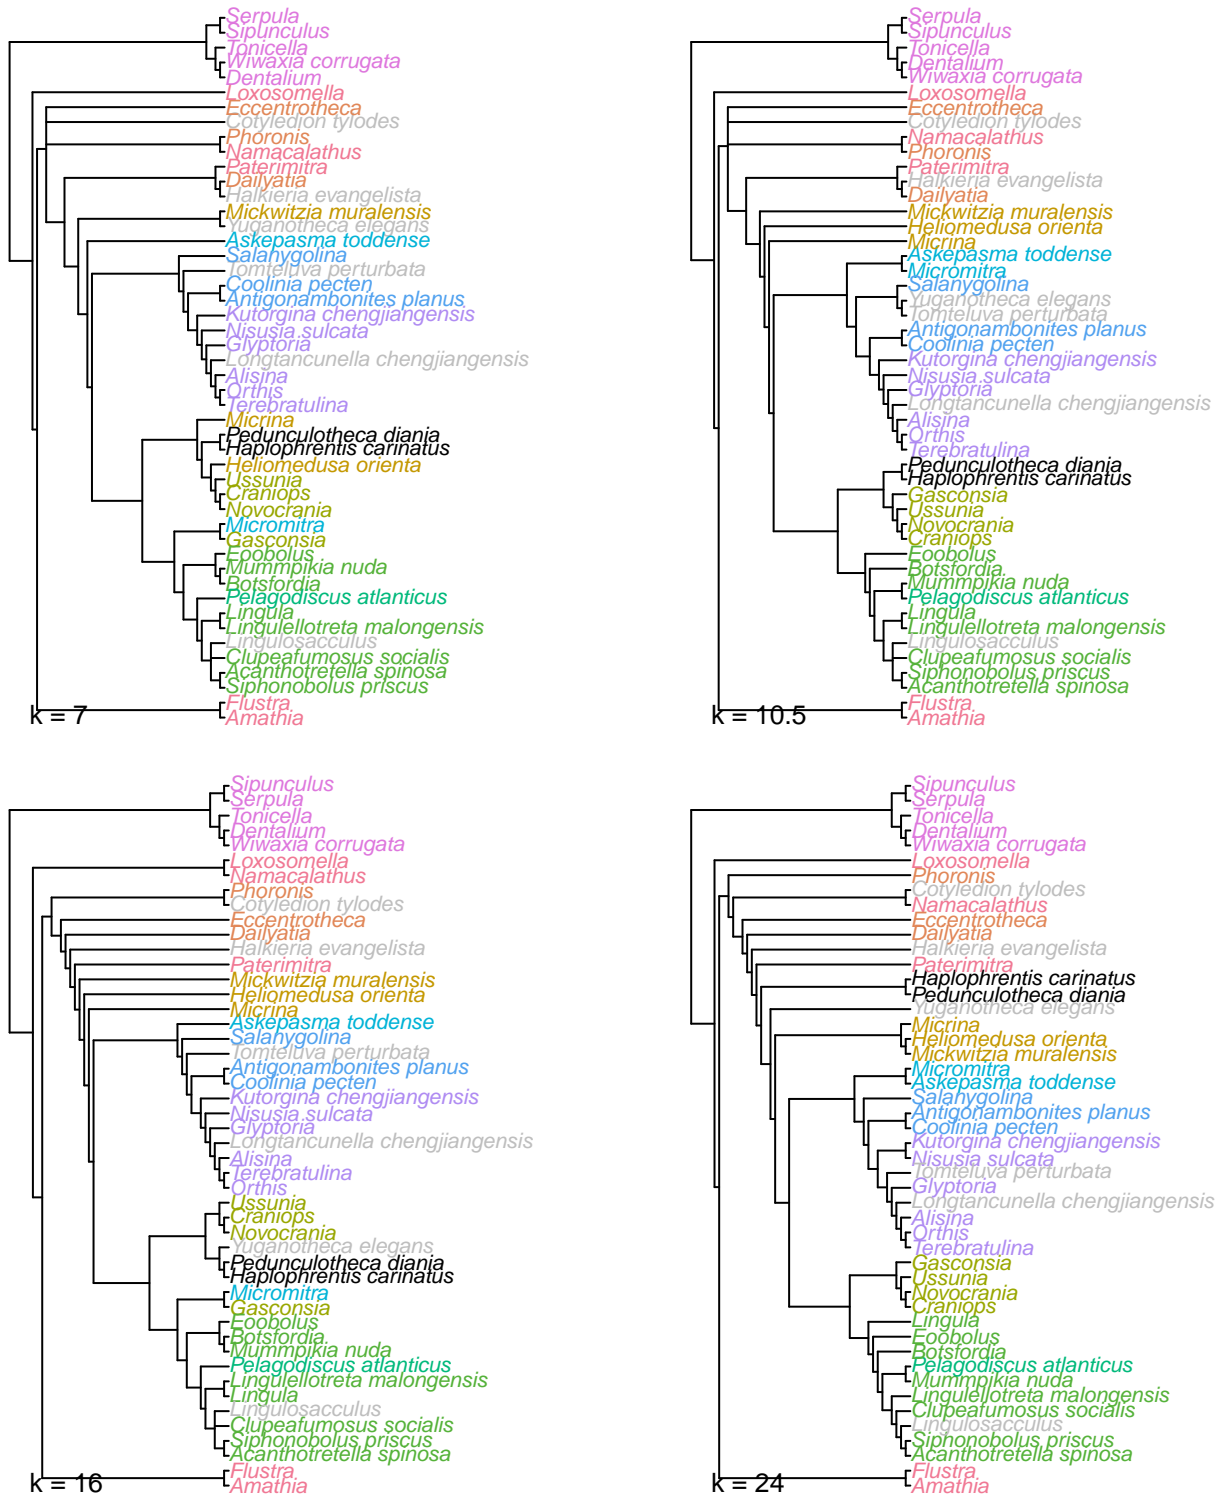 Serpula
Sipunculus
Tonicella
Wiwaxia corrugata
Dentalium
Loxosomella
Eccentrotheca
Cotyledion tylodes
Phoronis
Namacalathus
Paterimitra
Dailyatia
Halkieria evangelista
Mickwitzia muralensis
Yuganotheca elegans
Askepasma toddense
Salanygolina
Tomteluva perturbata
Coolinia pecten
Antigonambonites planus
Kutorgina chengjiangensis
Nisusia sulcata
Glyptoria
Longtancunella chengjiangensis
Alisina
Orthis
Terebratulina
Micrina
Pedunculotheca diania
Haplophrentis carinatus
Heliomedusa orienta
Ussunia
Craniops
Novocrania
Micromitra
Gasconsia
Eoobolus
Mummpikia nuda
Botsfordia
Pelagodiscus atlanticus
Lingula
Lingulellotreta malongensis
Lingulosacculus
Clupeafumosus socialis
Acanthotretella spinosa
Siphonobolus priscus
Flustra
Amathia
k = 7
Serpula
Sipunculus
Tonicella
Dentalium
Wiwaxia corrugata
Loxosomella
Eccentrotheca
Cotyledion tylodes
Namacalathus
Phoronis
Paterimitra
Halkieria evangelista
Dailyatia
Mickwitzia muralensis
Heliomedusa orienta
Micrina
Askepasma toddense
Micromitra
Salanygolina
Yuganotheca elegans
Tomteluva perturbata
Antigonambonites planus
Coolinia pecten
Kutorgina chengjiangensis
Nisusia sulcata
Glyptoria
Longtancunella chengjiangensis
Alisina
Orthis
Terebratulina
Pedunculotheca diania
Haplophrentis carinatus
Gasconsia
Ussunia
Novocrania
Craniops
Eoobolus
Botsfordia
Mummpikia nuda
Pelagodiscus atlanticus
Lingula
Lingulellotreta malongensis
Lingulosacculus
Clupeafumosus socialis
Siphonobolus priscus
Acanthotretella spinosa
Flustra
Amathia
k = 10.5
Sipunculus
Serpula
Tonicella
Dentalium
Wiwaxia corrugata
Loxosomella
Namacalathus
Phoronis
Cotyledion tylodes
Eccentrotheca
Dailyatia
Halkieria evangelista
Paterimitra
Mickwitzia muralensis
Heliomedusa orienta
Micrina
Askepasma toddense
Salanygolina
Tomteluva perturbata
Antigonambonites planus
Coolinia pecten
Kutorgina chengjiangensis
Nisusia sulcata
Glyptoria
Longtancunella chengjiangensis
Alisina
Terebratulina
Orthis
Ussunia
Craniops
Novocrania
Yuganotheca elegans
Pedunculotheca diania
Haplophrentis carinatus
Micromitra
Gasconsia
Eoobolus
Botsfordia
Mummpikia nuda
Pelagodiscus atlanticus
Lingulellotreta malongensis
Lingula
Lingulosacculus
Clupeafumosus socialis
Siphonobolus priscus
Acanthotretella spinosa
Flustra
Amathia
k = 16
Sipunculus
Serpula
Tonicella
Dentalium
Wiwaxia corrugata
Loxosomella
Phoronis
Cotyledion tylodes
Namacalathus
Eccentrotheca
Dailyatia
Halkieria evangelista
Paterimitra
Haplophrentis carinatus
Pedunculotheca diania
Yuganotheca elegans
Micrina
Heliomedusa orienta
Mickwitzia muralensis
Micromitra
Askepasma toddense
Salanygolina
Antigonambonites planus
Coolinia pecten
Kutorgina chengjiangensis
Nisusia sulcata
Tomteluva perturbata
Glyptoria
Longtancunella chengjiangensis
Alisina
Orthis
Terebratulina
Gasconsia
Ussunia
Novocrania
Craniops
Lingula
Eoobolus
Botsfordia
Pelagodiscus atlanticus
Mummpikia nuda
Lingulellotreta malongensis
Clupeafumosus socialis
Lingulosacculus
Siphonobolus priscus
Acanthotretella spinosa
Flustra
Amathia
k = 24